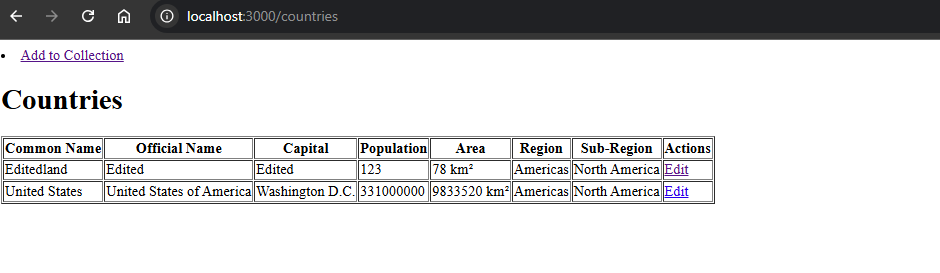 localhost:3000/countries
Add to Collection
Countries
Common Name Official Name Capital Population Area Region Sub-Region Actions
Editedland Edited Edited 123 78 km² Americas North America Edit
United States United States of America Washington D.C. 331000000 9833520 km² Americas North America Edit